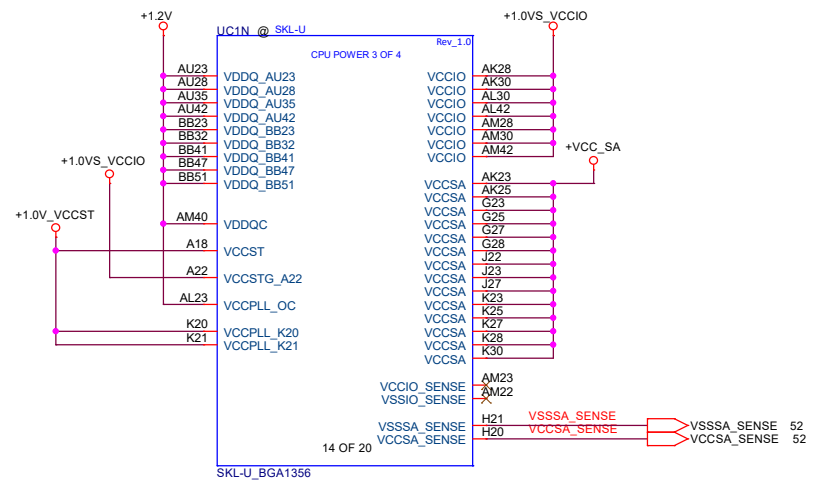 +1.2V
+1.0VS_VCCIO
UC1N @ SKL-U
Rev_1.0
CPU POWER 3 OF 4
AU23 VDDQ_AU23 VCCIO AK28
AU28 VDDQ_AU28 VCCIO AK30
AU35 VDDQ_AU35 VCCIO AL30
AU42 VDDQ_AU42 VCCIO AL42
BB23 VDDQ_BB23 VCCIO AM28
BB32 VDDQ_BB32 VCCIO AM30
BB41 VDDQ_BB41 VCCIO AM42
BB47 VDDQ_BB47
+VCC_SA
+1.0VS_VCCIO
BB51 VDDQ_BB51 VCCSA AK23
VCCSA AK25
VCCSA G23
+1.0V_VCCST
AM40 VDDQC VCCSA G25
VCCSA G27
A18 VCCST VCCSA G28
VCCSA J22
A22 VCCSTG_A22 VCCSA J23
VCCSA J27
AL23 VCCPLL_OC VCCSA K23
VCCSA K25
K20 VCCPLL_K20 VCCSA K27
K21 VCCPLL_K21 VCCSA K28
VCCSA K30
VCCIO_SENSE AM23
VSSIO_SENSE AM22
VSSSA_SENSE H21 VSSSA_SENSE VSSSA_SENSE 52
VCCSA_SENSE H20 VCCSA_SENSE VCCSA_SENSE 52
14 OF 20
SKL-U_BGA1356